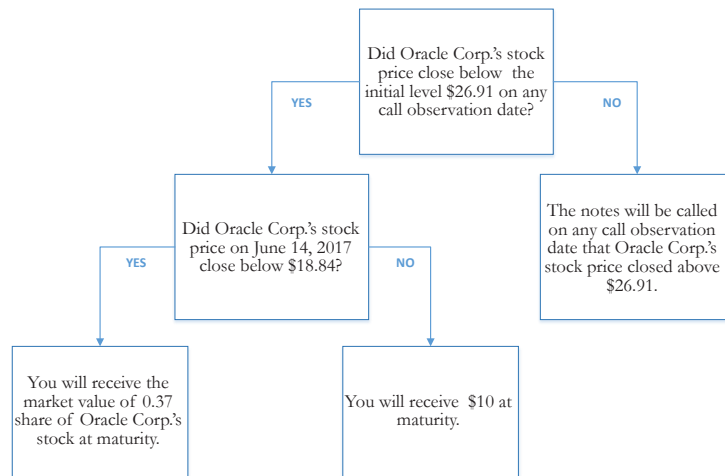 Did Oracle Corp.'s stock
price close below the
initial level $26.91 on any
call observation date?
YES
NO
Did Oracle Corp.'s stock
price on June 14, 2017
close below $18.84?
The notes will be called
on any call observation
date that Oracle Corp.'s
stock price closed above
$26.91.
YES
NO
You will receive the
market value of 0.37
share of Oracle Corp.'s
stock at maturity.
You will receive $10 at
maturity.